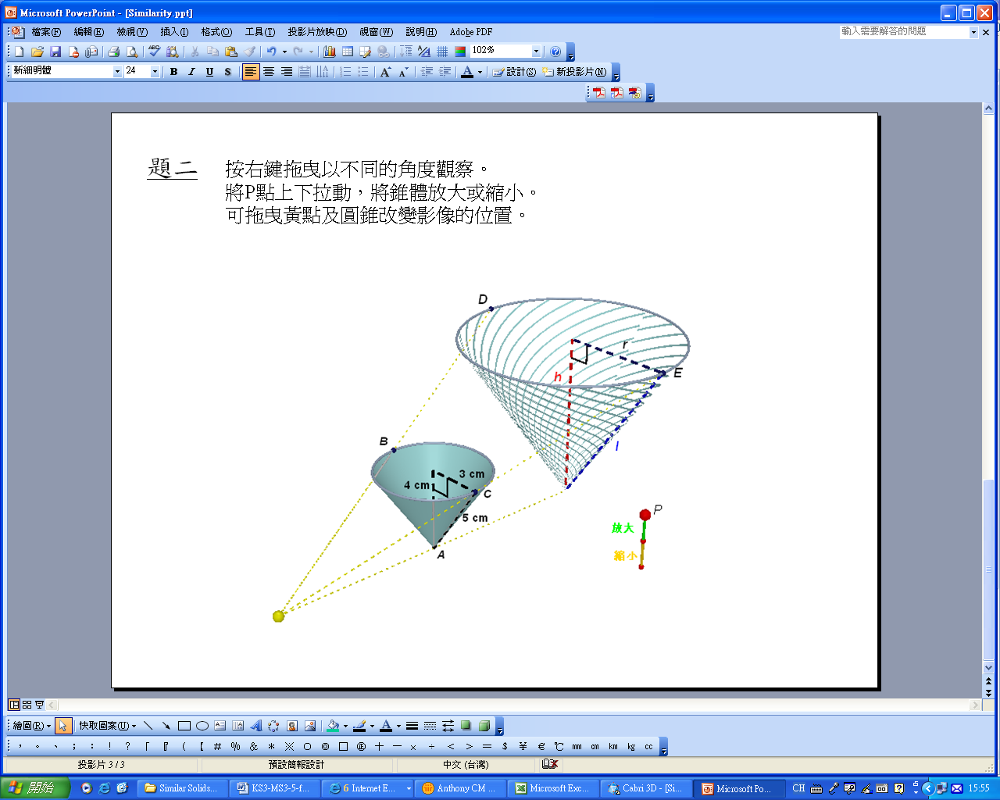 Microsoft PowerPoint - [Similarity.ppt]
檔案(F) 編輯(E) 檢視(V) 插入(I) 格式(O) 工具(T) 投影片放映(D) 視窗(W) 說明(H) Adobe PDF 輸入需要解答的問題
102%
新細明體 24 B I U S A A A 設計(S) 新投影片(N)
題二 按右鍵拖曳以不同的角度觀察。
將P點上下拉動，將錐體放大或縮小。
可拖曳黃點及圓錐改變影像的位置。
D
r
E
h
l
B
3 cm
4 cm
C
5 cm
A
P
放大
縮小
繪圖(R) 快取圖案(U)
， 。 、 ； ： ！ ？ 「 『 （ 【 # % & * ※ ○ ◎ □ ㊣ ＋ － × ÷ ＜ ＞ ＝ $ ¥ € ℃ mm cm km kg cc
投影片 3 / 3 預設簡報設計 中文 (台灣)
開始 Similar Solids... KS3-MS3-5-f... 6 Internet E... Anthony CM ... Microsoft Exc... Cabri 3D - [Si... Microsoft Po... CH 15:55